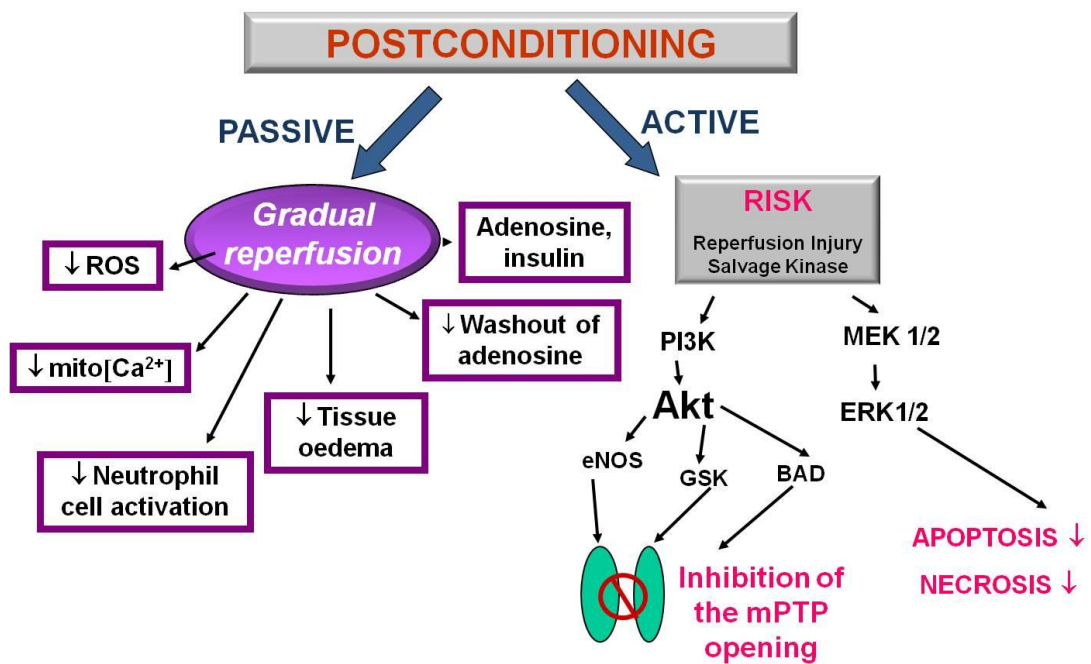 POSTCONDITIONING
PASSIVE
ACTIVE
Gradual
reperfusion
Adenosine,
insulin
↓ ROS
↓ Washout of
adenosine
↓ mito[Ca²⁺]
↓ Tissue
oedema
↓ Neutrophil
cell activation
RISK
Reperfusion Injury
Salvage Kinase
PI3K
MEK 1/2
Akt
ERK1/2
eNOS
GSK
BAD
Inhibition of
the mPTP
opening
APOPTOSIS ↓
NECROSIS ↓